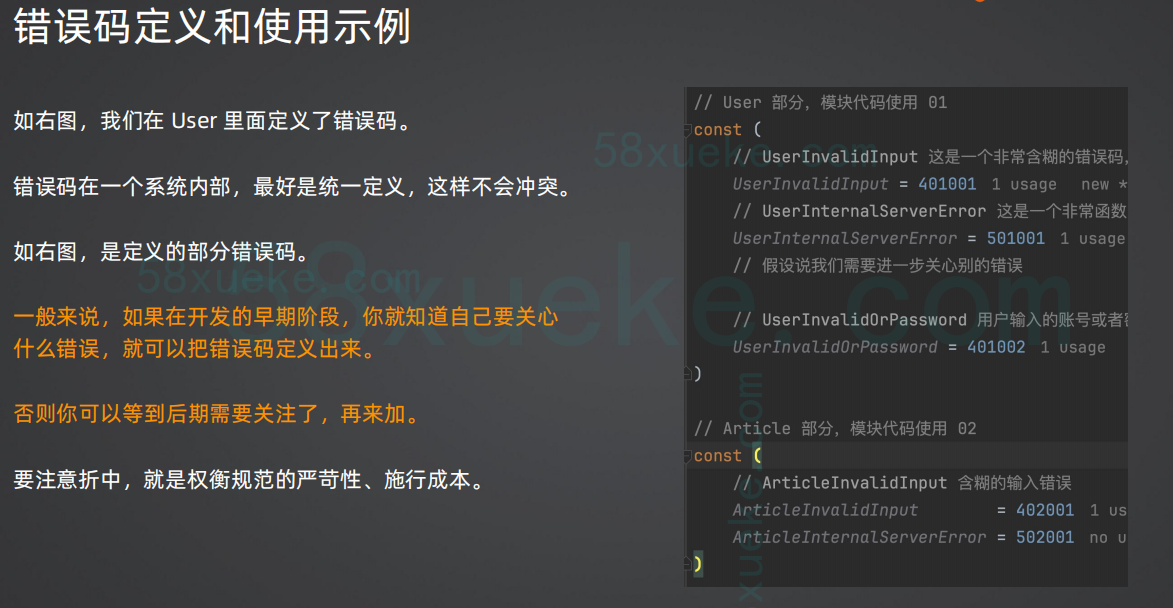 错误码定义和使用示例
如右图，我们在 User 里面定义了错误码。
错误码在一个系统内部，最好是统一定义，这样不会冲突。
如右图，是定义的部分错误码。
一般来说，如果在开发的早期阶段，你就知道自己要关心
什么错误，就可以把错误码定义出来。
否则你可以等到后期需要关注了，再来加。
要注意折中，就是权衡规范的严苛性、施行成本。
// User 部分，模块代码使用 01
const (
// UserInvalidInput 这是一个非常含糊的错误码，
UserInvalidInput = 401001 1 usage new *
// UserInternalServerError 这是一个非常函数
UserInternalServerError = 501001 1 usage
// 假设说我们需要进一步关心别的错误
// UserInvalidOrPassword 用户输入的账号或者
UserInvalidOrPassword = 401002 1 usage
)
// Article 部分，模块代码使用 02
const (
// ArticleInvalidInput 含糊的输入错误
ArticleInvalidInput = 402001 1 us
ArticleInternalServerError = 502001 no u
)
58xueke.com
58xueke.com
58xueke.com
xueke.com